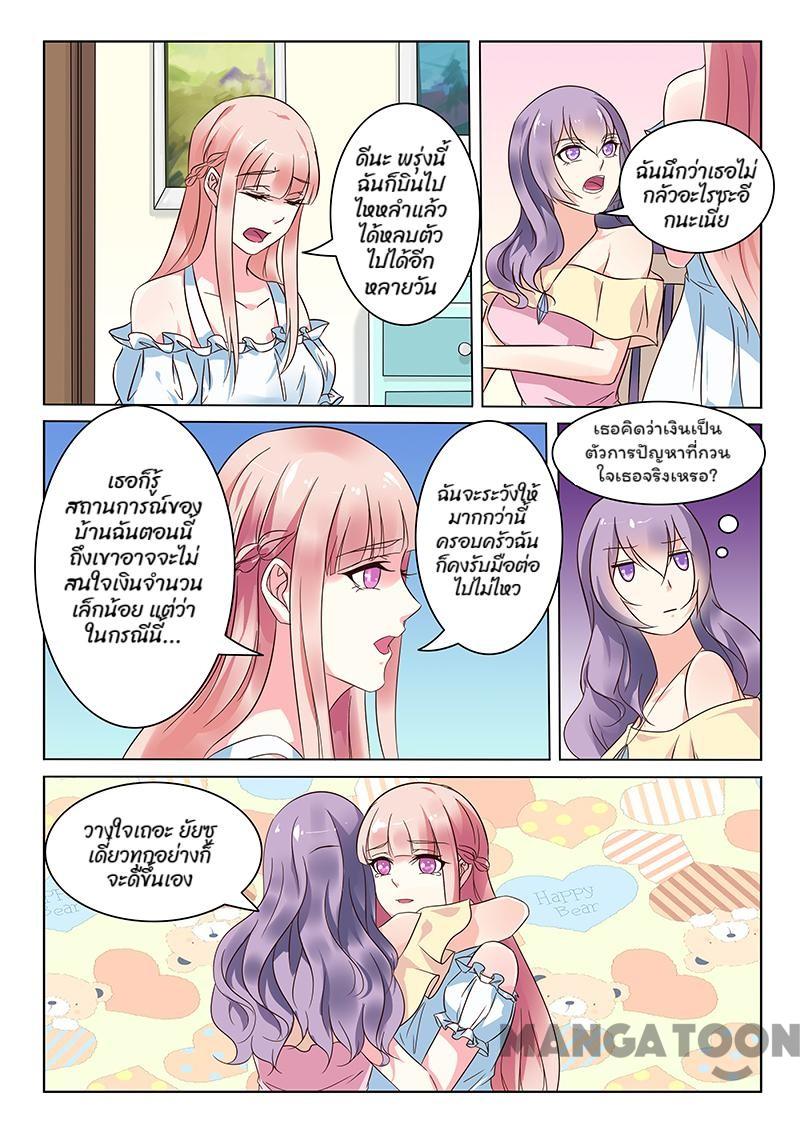 ดีนะ พรุ่งนี้
ฉันก็บินไป
ไหหลำแล้ว
ได้หลบตัว
ไปได้อีก
หลายวัน
ฉันนึกว่าเธอไม่
กลัวอะไรซะอี
กนะเนี่ย
เธอก็รู้
สถานการณ์ของ
บ้านฉันตอนนี้
ถึงเขาอาจจะไม่
สนใจเงินจำนวน
เล็กน้อย แต่ว่า
ในกรณีนี้...
ฉันจะระวังให้
มากกว่านี้
ครอบครัวฉัน
ก็คงรับมือต่อ
ไปไม่ไหว
เธอคิดว่าเงินเป็น
ตัวการปัญหาที่กวน
ใจเธอจริงเหรอ?
วางใจเถอะ ยัยซู
เดี๋ยวทุกอย่างก็
จะดีขึ้นเอง
Happy
Bear
MANGATOON